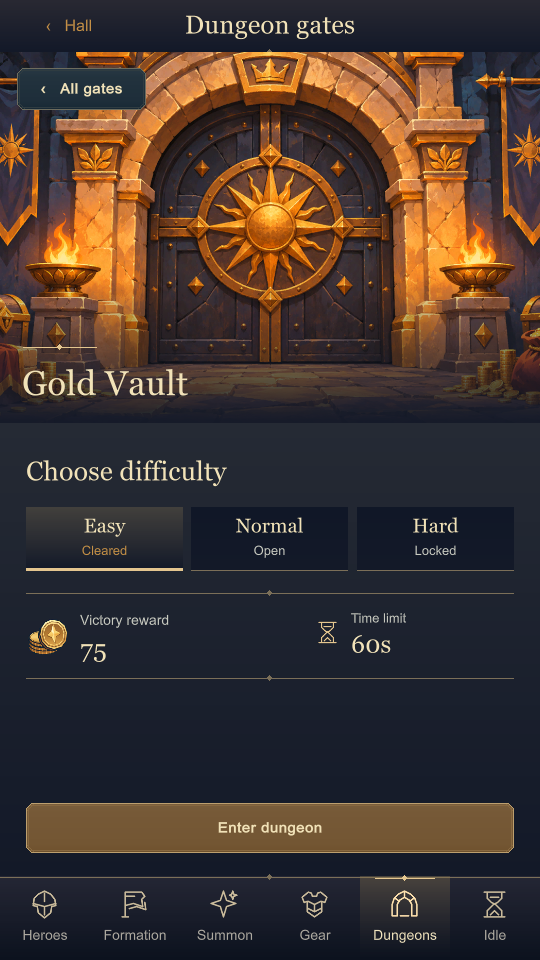 ‹ Hall
Dungeon gates
‹ All gates
Gold Vault
Choose difficulty
Easy
Cleared
Normal
Open
Hard
Locked
Victory reward
75
Time limit
60s
Enter dungeon
Heroes
Formation
Summon
Gear
Dungeons
Idle